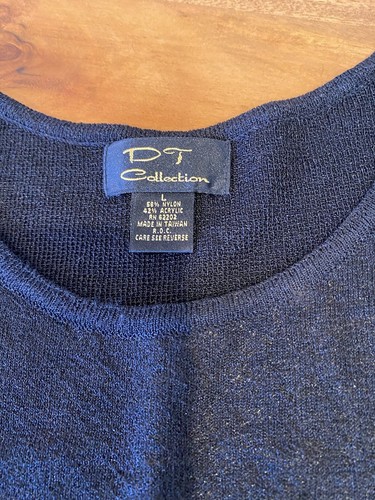 DT
Collection
L
58% NYLON
42% ACRYLIC
RN 62202
MADE IN TAIWAN
R.O.C.
CARE SEE REVERSE